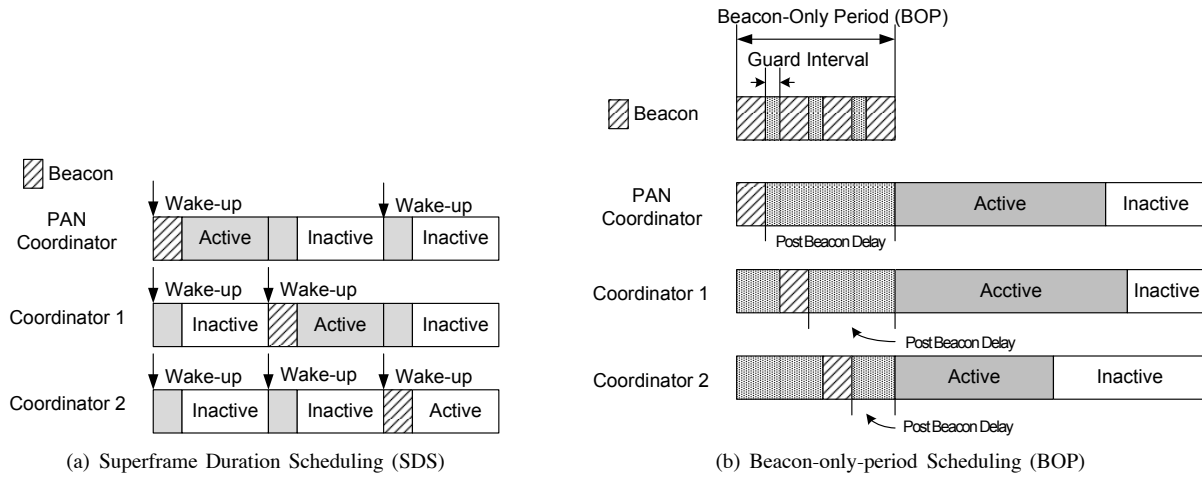 Beacon
Wake-up
Wake-up
PAN
Coordinator
Active
Inactive
Inactive
Wake-up
Wake-up
Coordinator 1
Inactive
Active
Inactive
Wake-up
Wake-up
Wake-up
Coordinator 2
Inactive
Inactive
Active
(a) Superframe Duration Scheduling (SDS)
Beacon-Only Period (BOP)
Guard Interval
Beacon
PAN
Coordinator
Active
Inactive
Post Beacon Delay
Coordinator 1
Acctive
Inactive
Post Beacon Delay
Coordinator 2
Active
Inactive
Post Beacon Delay
(b) Beacon-only-period Scheduling (BOP)